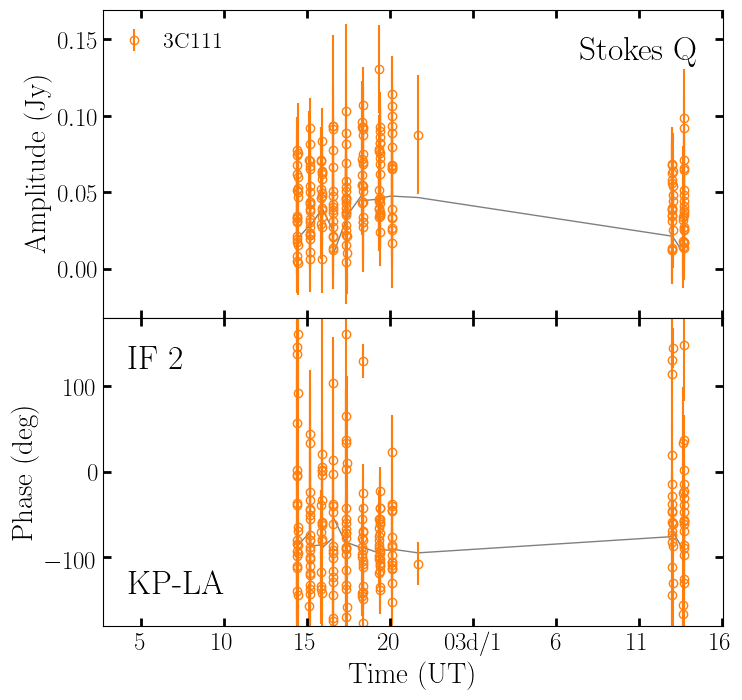 3C111
Stokes Q
0.15
0.10
0.05
0.00
Amplitude (Jy)
IF 2
100
0
−100
Phase (deg)
KP-LA
5 10 15 20 03d/1 6 11 16
Time (UT)